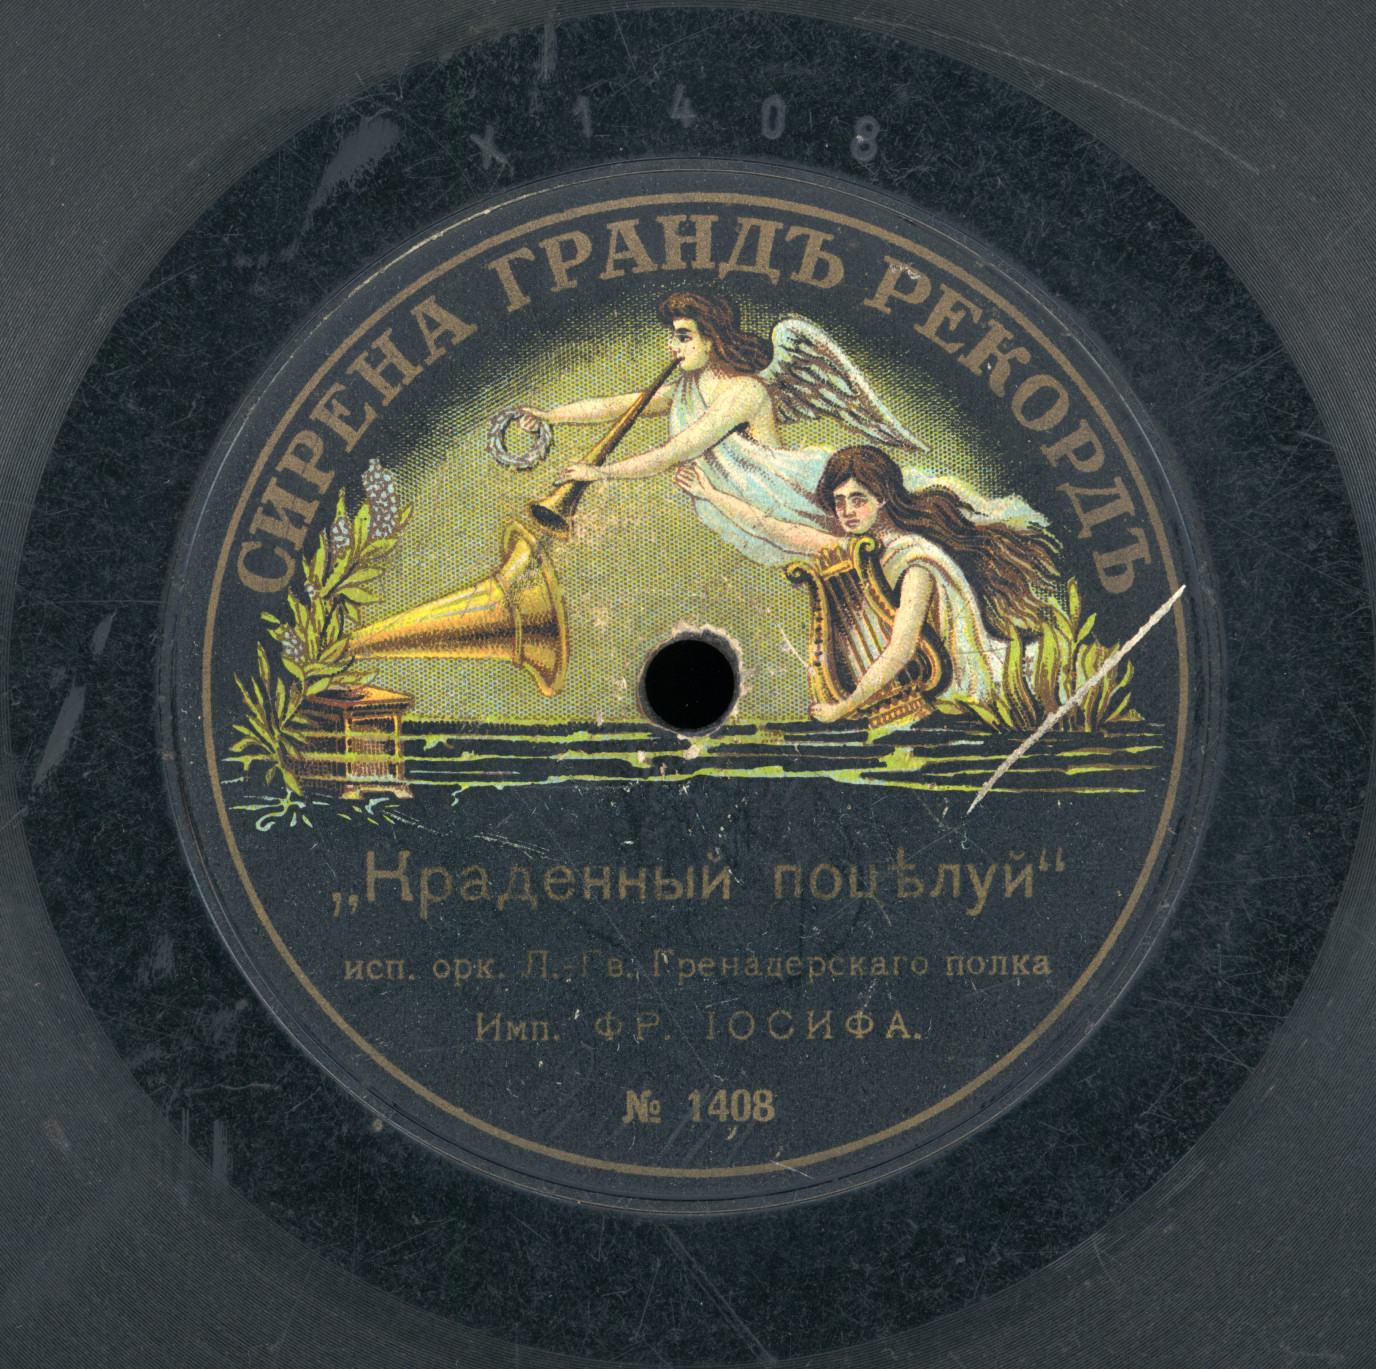 x 1408
СИРЕНА ГРАНДЪ РЕКОРДЪ
„Краденный поцѣлуй“
исп. орк. Л.-Гв. Гренадерскаго полка
Имп. ФР. ІОСИФА.
№ 1408